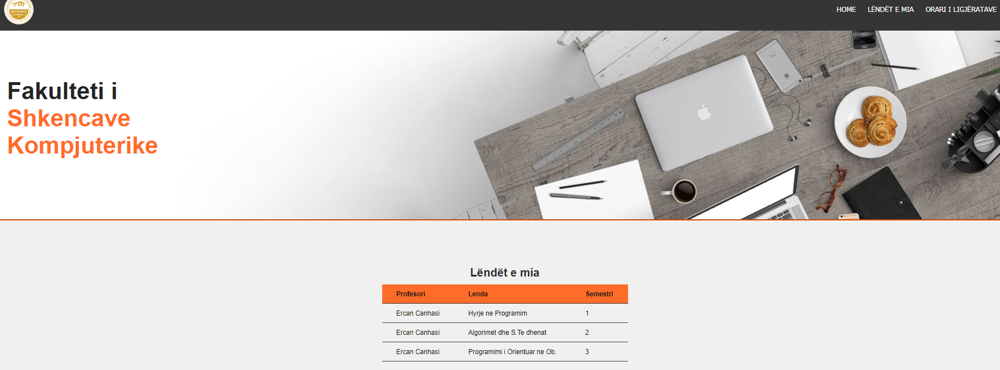 HOME LËNDËT E MIA ORARI I LIGJËRATAVE
Fakulteti i
Shkencave
Kompjuterike
Lëndët e mia
Profesori Lenda Semestri
Ercan Canhasi Hyrje ne Programim 1
Ercan Canhasi Algorimet dhe S.Te dhenat 2
Ercan Canhasi Programimi i Orientuar ne Ob. 3